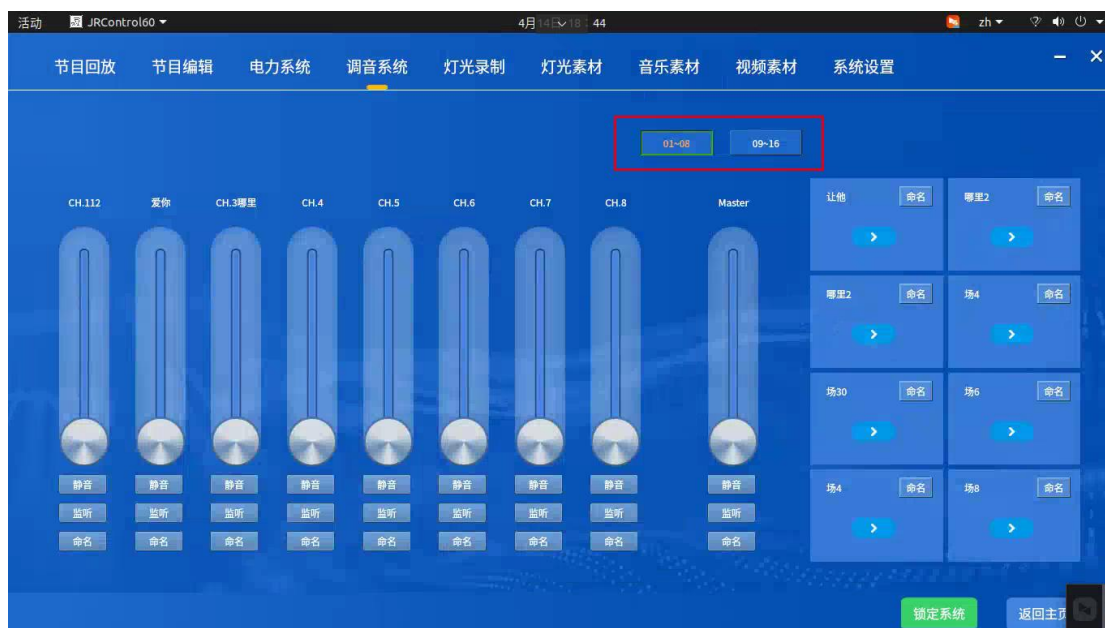 活动 JRControl60 4月14日 18:44 zh
节目回放 节目编辑 电力系统 调音系统 灯光录制 灯光素材 音乐素材 视频素材 系统设置
01~08 09~16
CH.112 爱你 CH.3哪里 CH.4 CH.5 CH.6 CH.7 CH.8 Master
让他 命名 哪里2 命名
哪里2 命名 场4 命名
场30 命名 场6 命名
场4 命名 场8 命名
静音 静音 静音 静音 静音 静音 静音 静音 静音
监听 监听 监听 监听 监听 监听 监听 监听 监听
命名 命名 命名 命名 命名 命名 命名 命名 命名
锁定系统 返回主页